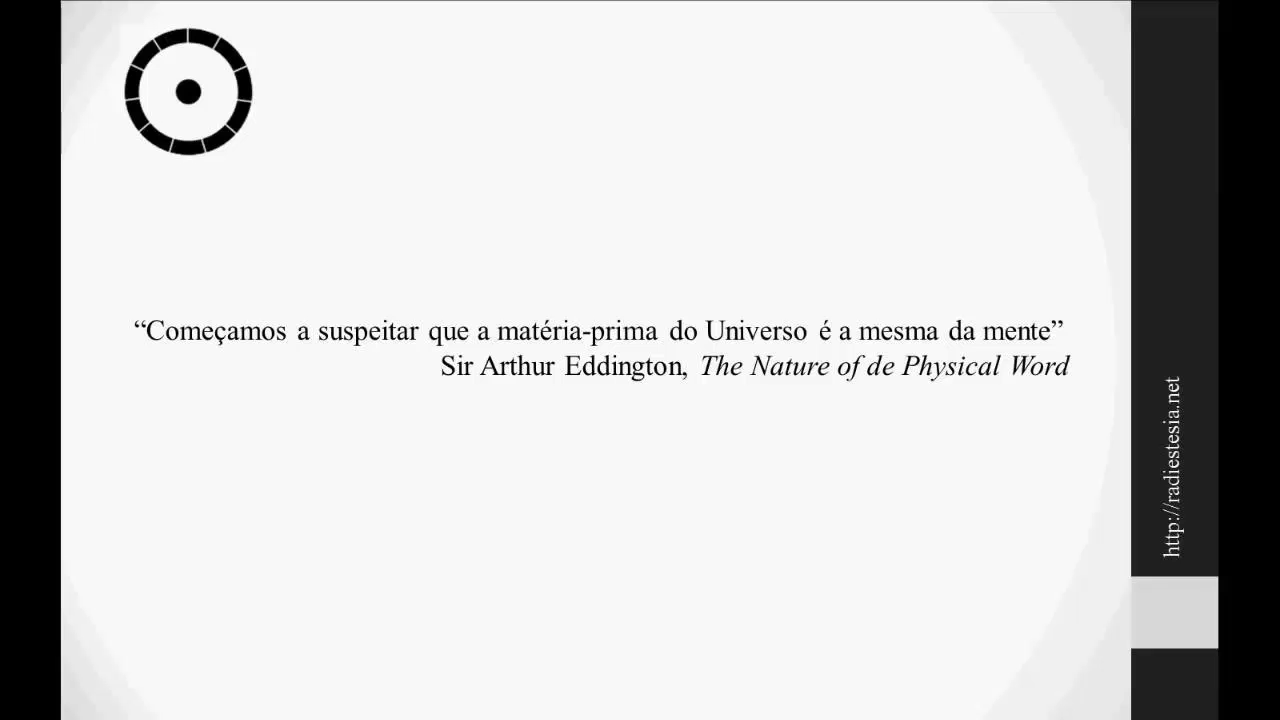 “Começamos a suspeitar que a matéria-prima do Universo é a mesma da mente”
Sir Arthur Eddington, The Nature of de Physical Word
http://radiestesia.net